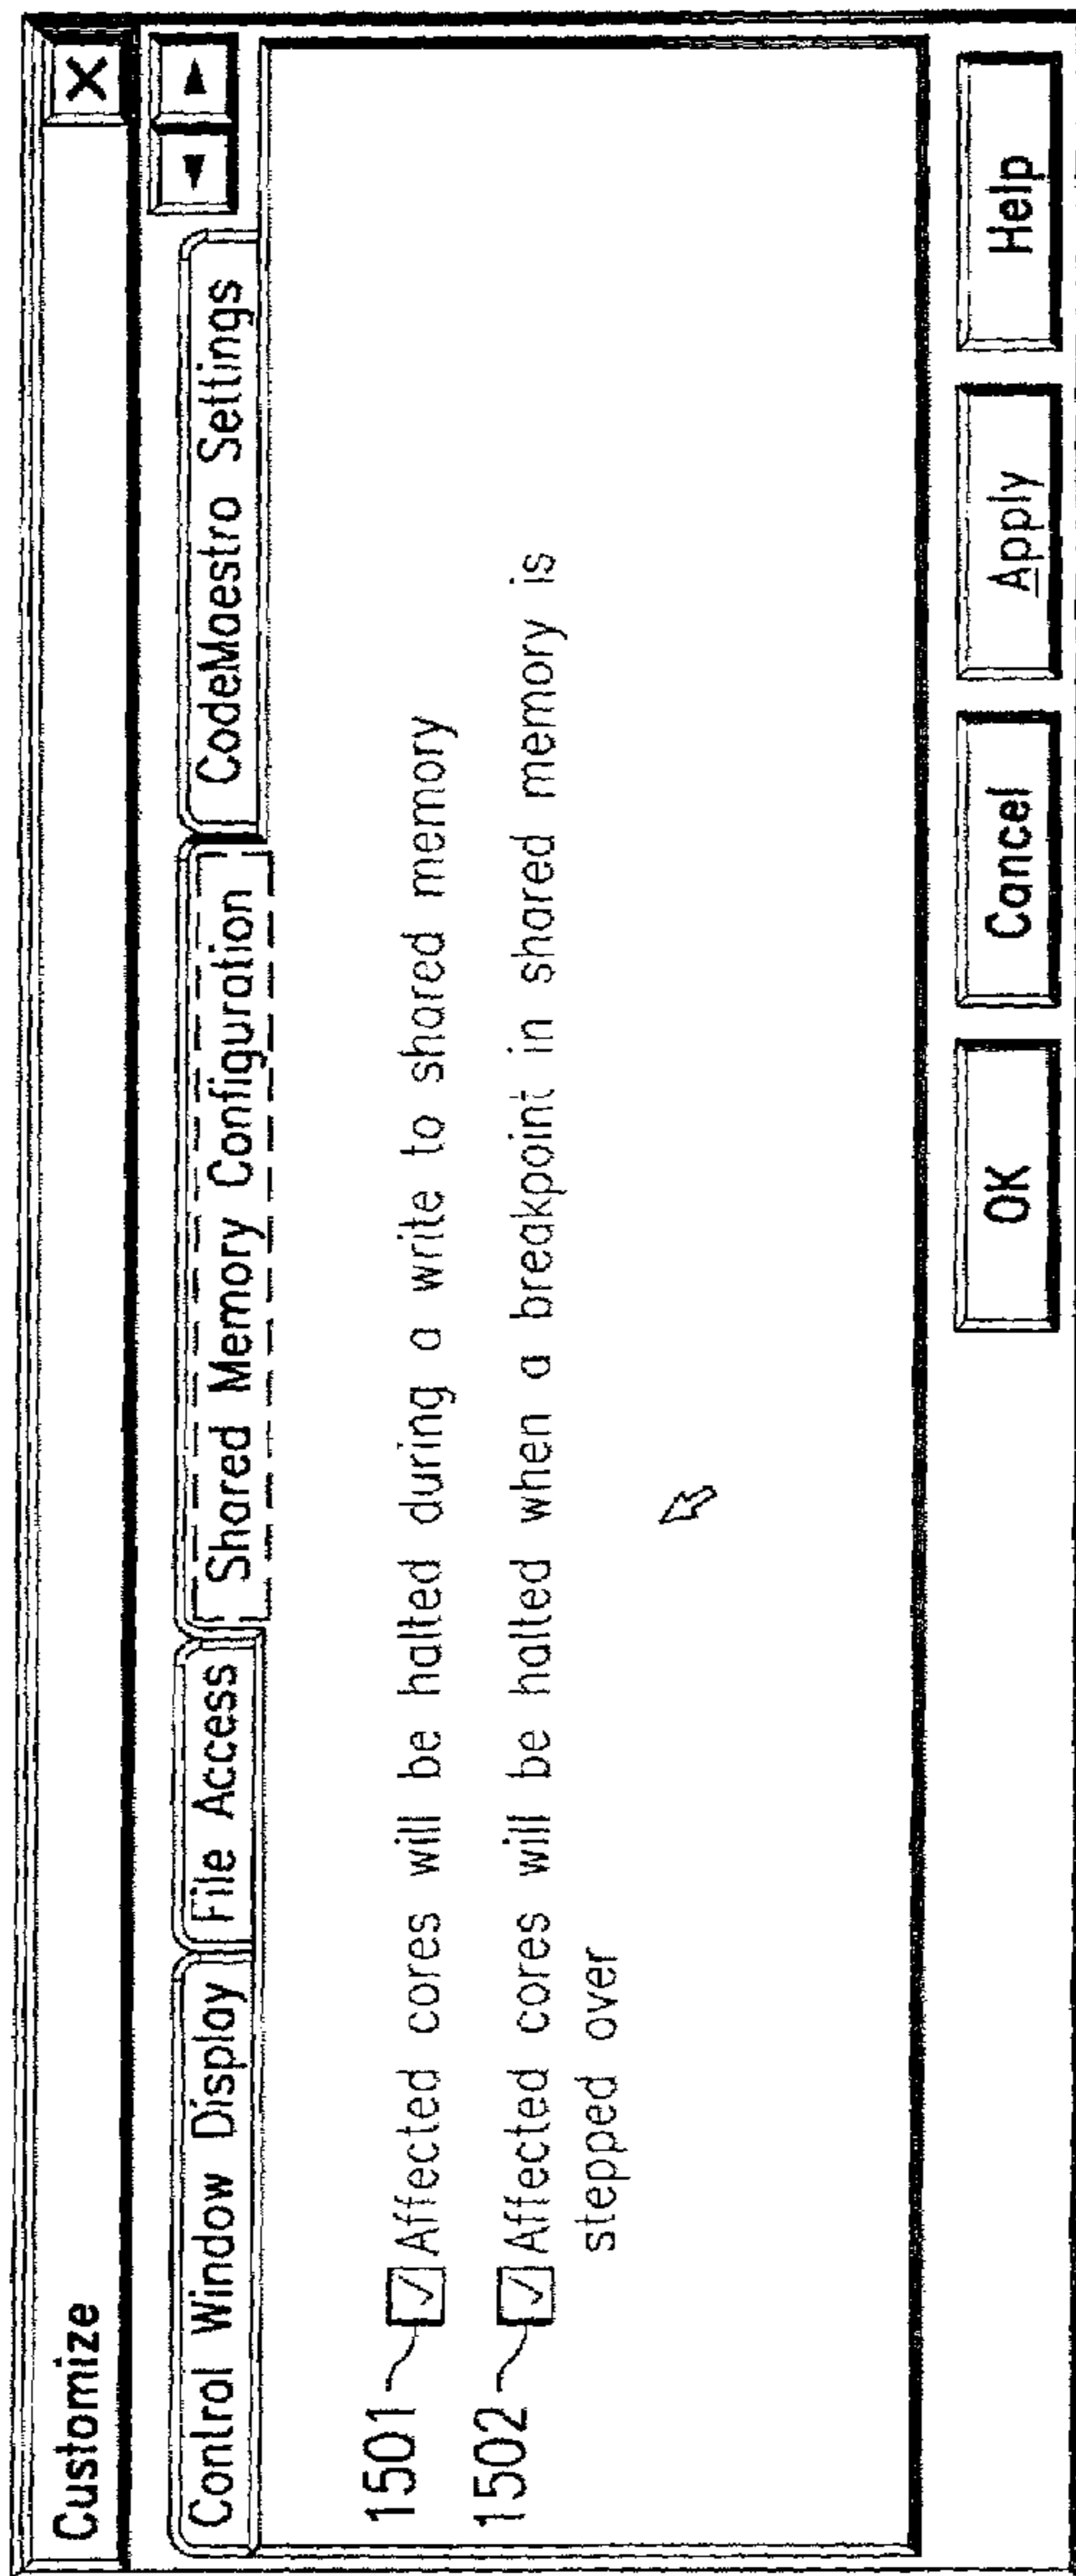 Customize
Control Window Display
File Access
Shared Memory Configuration
CodeMaestro Settings
1501
Affected cores will be halted during a write to shared memory
1502
Affected cores will be halted when a breakpoint in shared memory is
stepped over
OK
Cancel
Apply
Help